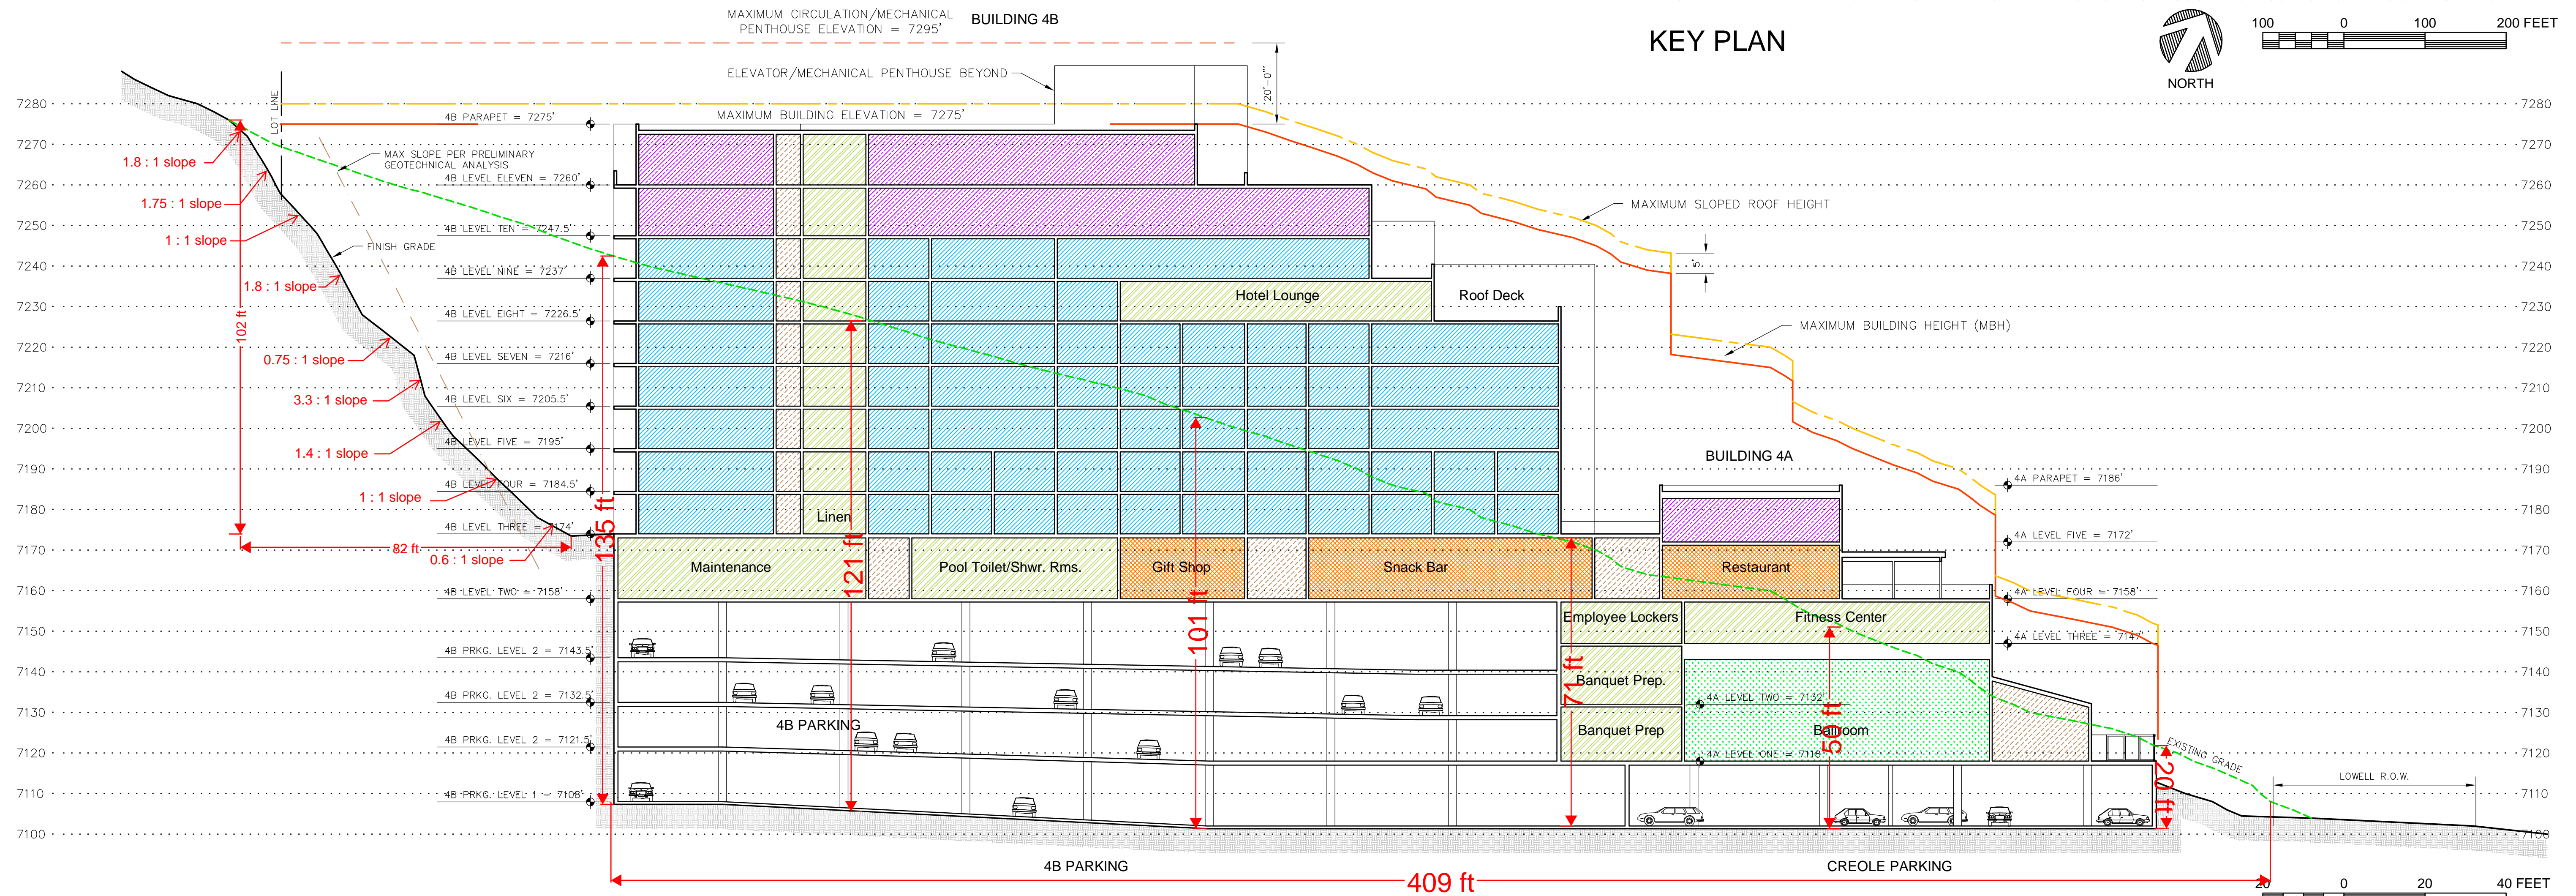 MAXIMUM CIRCULATION/MECHANICAL
PENTHOUSE ELEVATION = 7295'
BUILDING 4B
KEY PLAN
NORTH
100 0 100 200 FEET
ELEVATOR/MECHANICAL PENTHOUSE BEYOND
20'-0"
LOT LINE
7280 7280
4B PARAPET = 7275'
MAXIMUM BUILDING ELEVATION = 7275'
7270 7270
1.8 : 1 slope
MAX SLOPE PER PRELIMINARY
GEOTECHNICAL ANALYSIS
4B LEVEL ELEVEN = 7260'
7260 7260
1.75 : 1 slope
MAXIMUM SLOPED ROOF HEIGHT
7250 7250
4B LEVEL TEN = 7247.5'
1 : 1 slope
FINISH GRADE
5'
7240 7240
4B LEVEL NINE = 7237'
1.8 : 1 slope
Hotel Lounge
Roof Deck
7230 7230
102 ft
4B LEVEL EIGHT = 7226.5'
MAXIMUM BUILDING HEIGHT (MBH)
7220 7220
0.75 : 1 slope
4B LEVEL SEVEN = 7216'
7210 7210
3.3 : 1 slope
4B LEVEL SIX = 7205.5'
7200 7200
1.4 : 1 slope
4B LEVEL FIVE = 7195'
BUILDING 4A
7190 7190
4A PARAPET = 7186'
1 : 1 slope
4B LEVEL FOUR = 7184.5'
7180 7180
Linen
4B LEVEL THREE = 7174'
4A LEVEL FIVE = 7172'
7170 7170
82 ft
0.6 : 1 slope
135 ft
121 ft
101 ft
71 ft
50 ft
20 ft
Maintenance
Pool Toilet/Shwr. Rms.
Gift Shop
Snack Bar
Restaurant
7160 7160
4B LEVEL TWO = 7158'
4A LEVEL FOUR = 7158'
Employee Lockers
Fitness Center
7150 7150
4A LEVEL THREE = 7147'
4B PRKG. LEVEL 2 = 7143.5'
7140 7140
Banquet Prep.
4B PRKG. LEVEL 2 = 7132.5'
4A LEVEL TWO = 7132'
7130 7130
4B PARKING
Banquet Prep
Ballroom
4B PRKG. LEVEL 2 = 7121.5'
7120 7120
4A LEVEL ONE = 7118'
EXISTING GRADE
LOWELL R.O.W.
7110 7110
4B PRKG. LEVEL 1 = 7108'
7100 7100
4B PARKING
CREOLE PARKING
409 ft
20 0 20 40 FEET